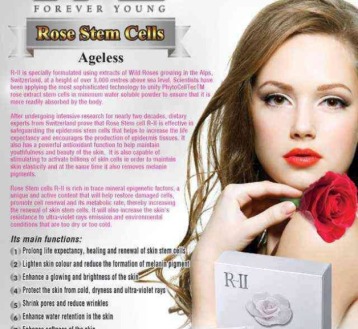 FOREVER YOUNG
Rose Stem Cells
Ageless
R-II is specially formulated using extracts of Wild Roses growing in the Alps,
Switzerland, at a height of over 3,000 metres above sea level. Scientists have
been applying the most sophisticated technology to unify PhytoCellTecTM
rose extract stem cells in minimum water soluble powder to ensure that it is
more readily absorbed by the body.
After undergoing intensive research for nearly two decades, dietary
experts from Switzerland prove that Rose Stem cell R-II is effective in
safeguarding the epidermis stem cells that helps to increase the life
expectancy and encourages the production of epidermis tissues. It
also has a powerful antioxidant function to help maintain
youthfulness and beauty of the skin. It is also capable of
stimulating to activate billions of skin cells in order to maintain
skin elasticity and at the same time it also removes melanin
pigments.
Rose Stem cells R-II is rich in trace mineral epigenetic factors, a
unique and active content that will help restore damaged cells,
promote cell renewal and its metabolic rate, thereby increasing
the renewal of skin stem cells. It will also increase the skin's
resistance to ultra-violet rays emission and environmental
conditions that are too dry or too cold.
Its main functions:
(1) Prolong life expectancy, healing and renewal of skin stem cells
(2) Lighten skin colour and reduce the formation of melanin pigment
(3) Enhance a glowing and brightness of the skin
(4) Protect the skin from cold, dryness and ultra-violet rays
(5) Shrink pores and reduce wrinkles
(6) Enhance water retention in the skin
R-II